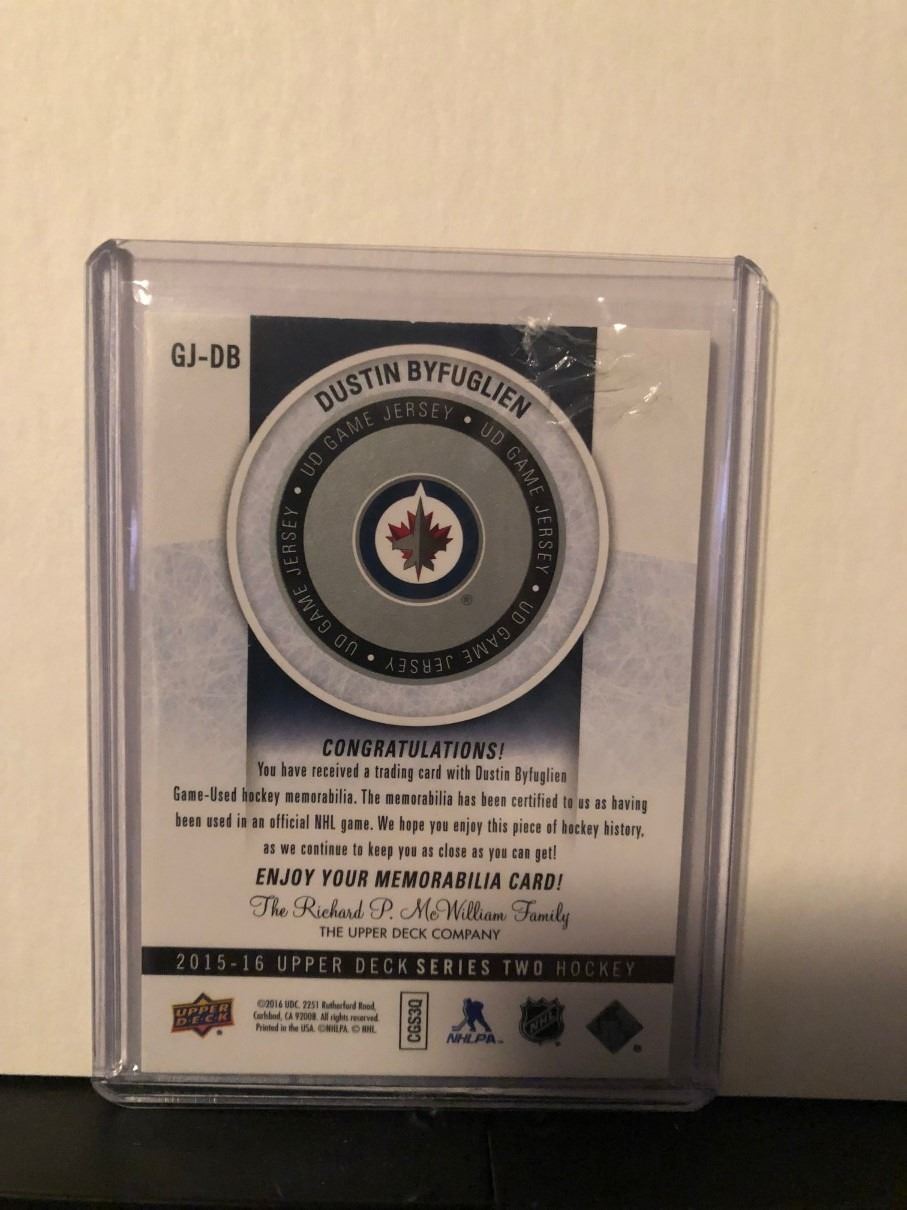 GJ-DB
DUSTIN BYFUGLIEN
UD GAME JERSEY • UD GAME JERSEY • UD GAME JERSEY • UD GAME JERSEY •
®
CONGRATULATIONS!
You have received a trading card with Dustin Byfuglien
Game-Used hockey memorabilia. The memorabilia has been certified to us as having
been used in an official NHL game. We hope you enjoy this piece of hockey history,
as we continue to keep you as close as you can get!
ENJOY YOUR MEMORABILIA CARD!
The Richard P. McWilliam Family
THE UPPER DECK COMPANY
2015-16 UPPER DECK SERIES TWO HOCKEY
UPPER
D•E•C•K
®
©2016 UDC. 2251 Rutherford Road,
Carlsbad, CA 92008. All rights reserved.
Printed in the USA. ©NHLPA. © NHL.
CGS3Q
NHLPA™
NHL
®